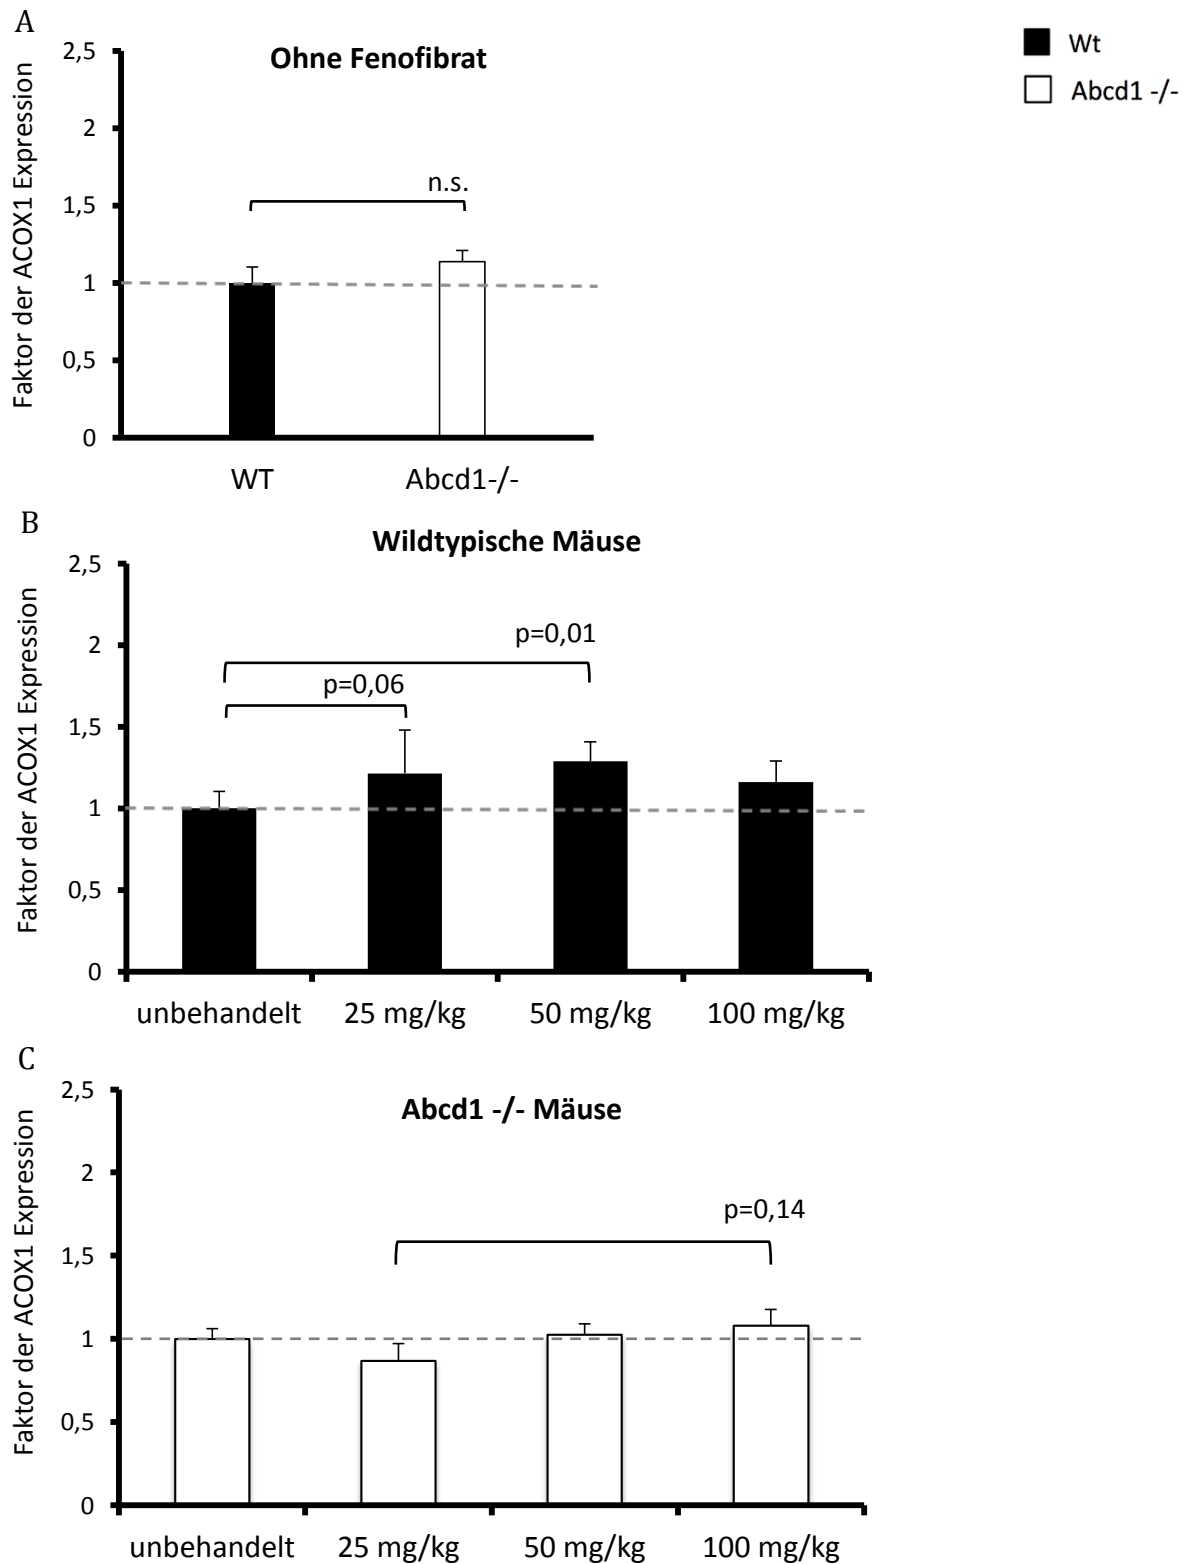 A
Ohne Fenofibrat
Wt
Abcd1 -/-
Faktor der ACOX1 Expression
2,5
2
1,5
1
0,5
0
n.s.
WT
Abcd1-/-
B
Wildtypische Mäuse
Faktor der ACOX1 Expression
2,5
2
1,5
1
0,5
0
p=0,01
p=0,06
unbehandelt
25 mg/kg
50 mg/kg
100 mg/kg
C
Abcd1 -/- Mäuse
Faktor der ACOX1 Expression
2,5
2
1,5
1
0,5
0
p=0,14
unbehandelt
25 mg/kg
50 mg/kg
100 mg/kg